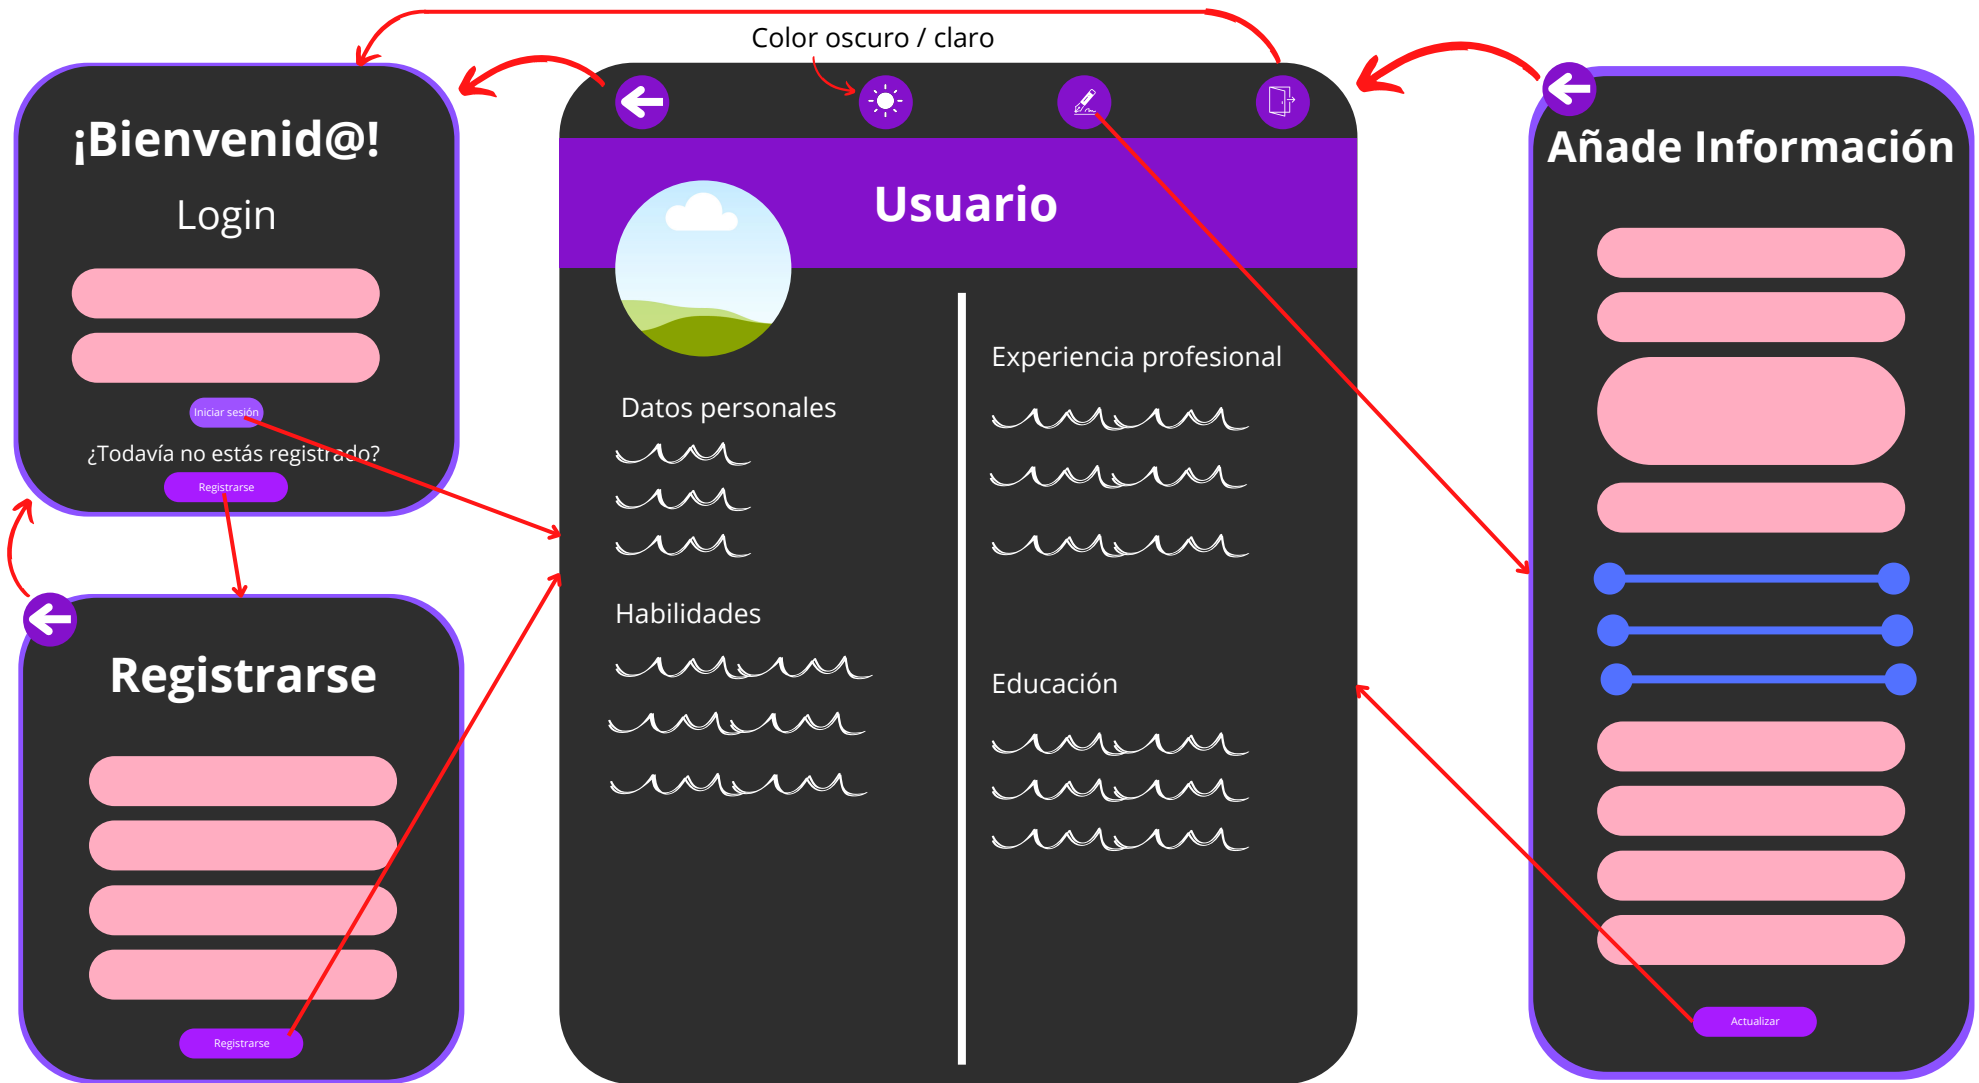 Color oscuro / claro
¡Bienvenid@!
Login
Iniciar sesión
¿Todavía no estás registrado?
Registrarse
Registrarse
Registrarse
Usuario
Datos personales
Habilidades
Experiencia profesional
Educación
Añade Información
Actualizar